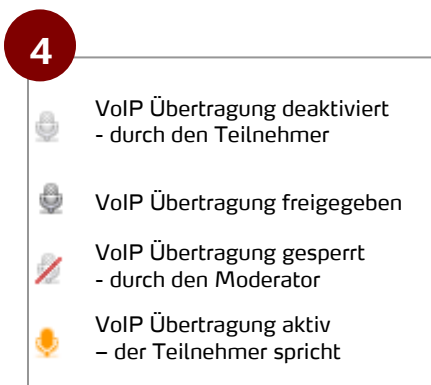 4
VoIP Übertragung deaktiviert
- durch den Teilnehmer
VoIP Übertragung freigegeben
VoIP Übertragung gesperrt
- durch den Moderator
VoIP Übertragung aktiv
– der Teilnehmer spricht